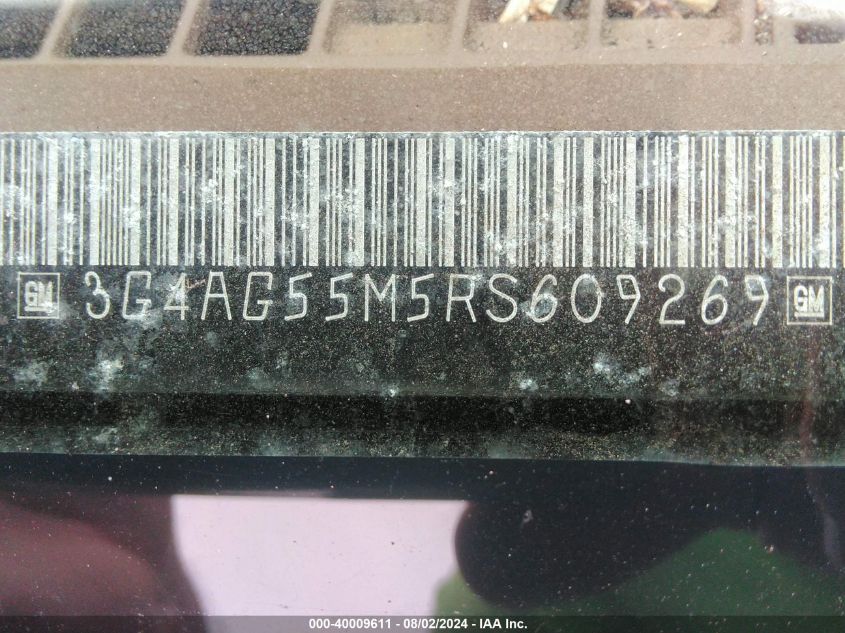 GM 3G4AG55M5RS609269 GM
000-40009611 - 08/02/2024 - IAA Inc.